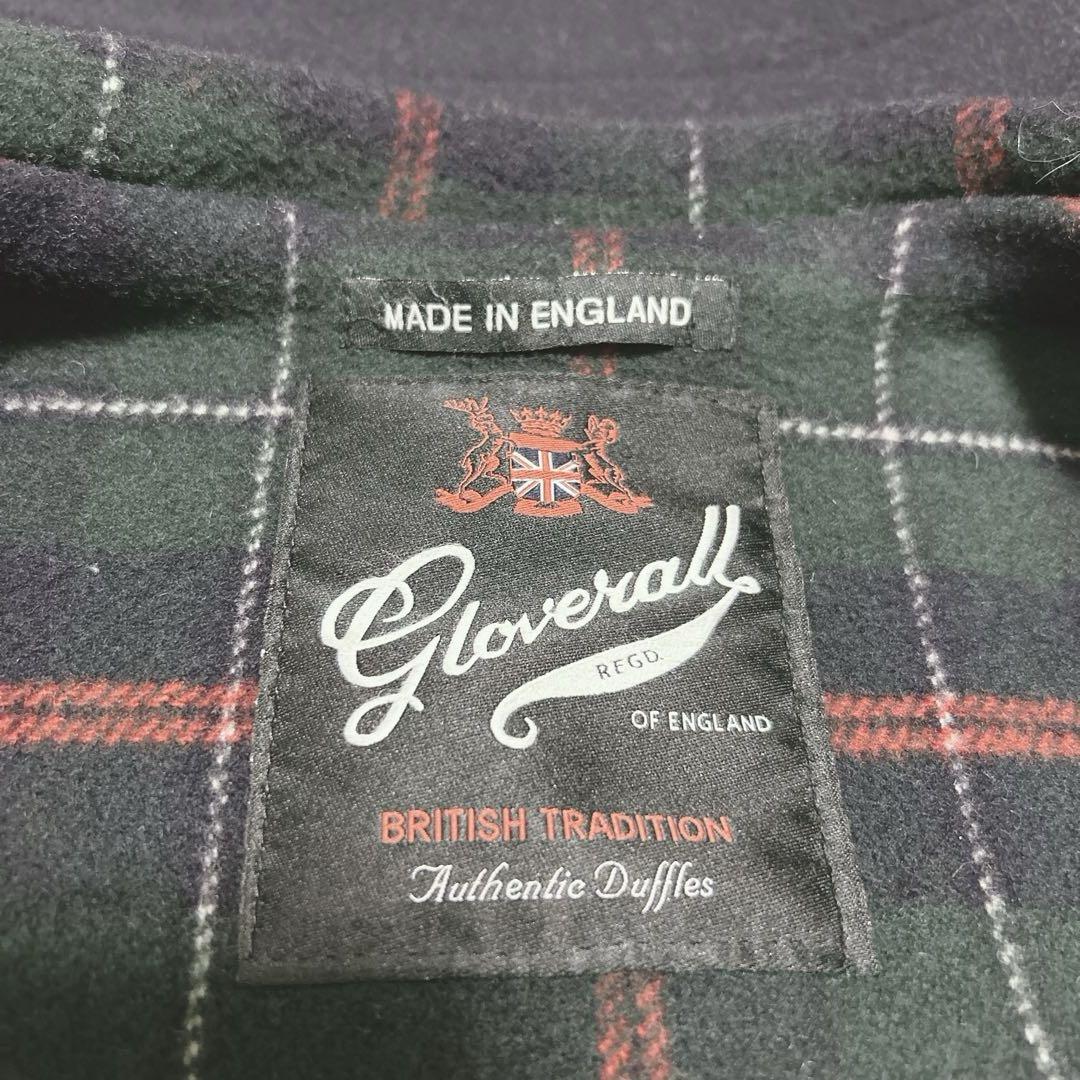 MADE IN ENGLAND
Gloverall
REGD.
OF ENGLAND
BRITISH TRADITION
Authentic Duffles